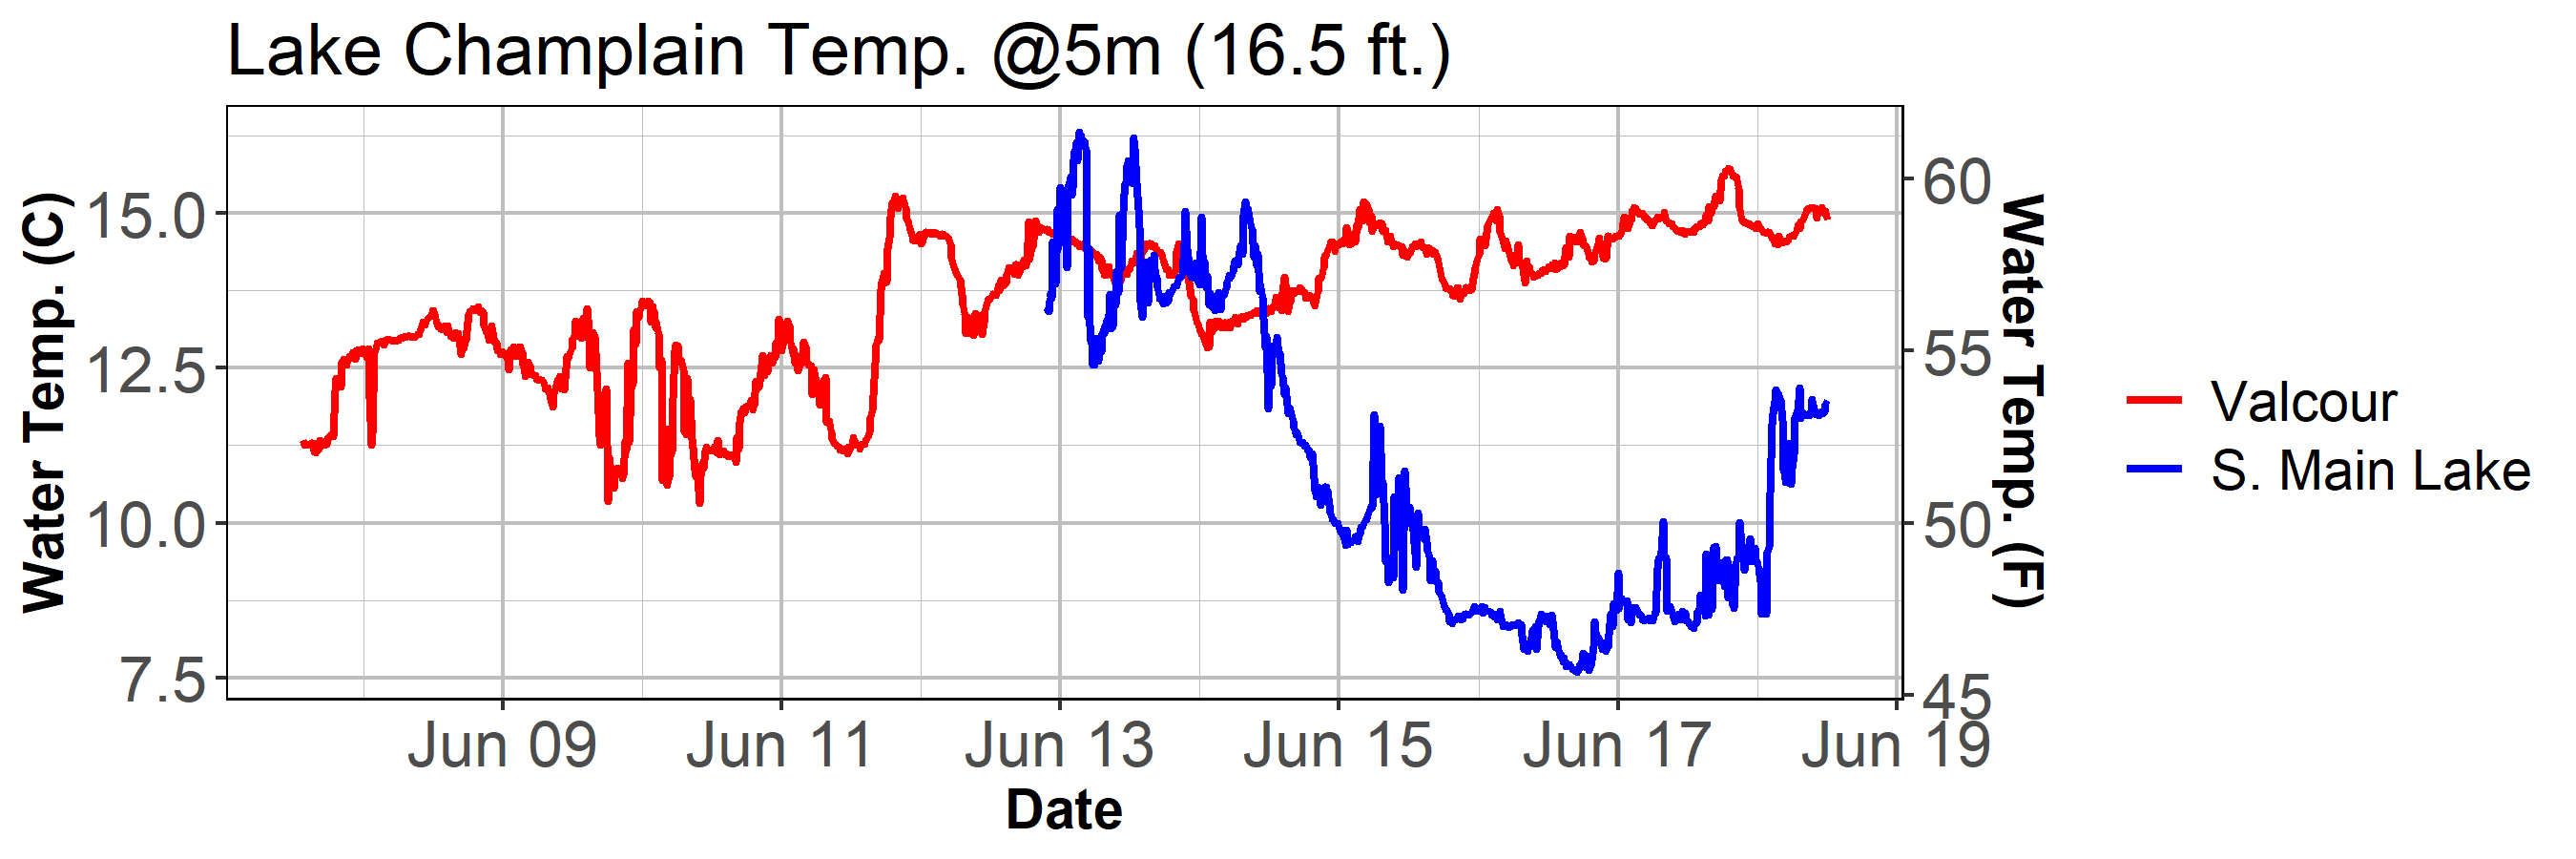 Lake Champlain Temp. @5m (16.5 ft.)
Water Temp. (C)
15.0
12.5
10.0
7.5
60
55
50
45
Water Temp. (F)
Jun 09 Jun 11 Jun 13 Jun 15 Jun 17 Jun 19
Date
Valcour
S. Main Lake